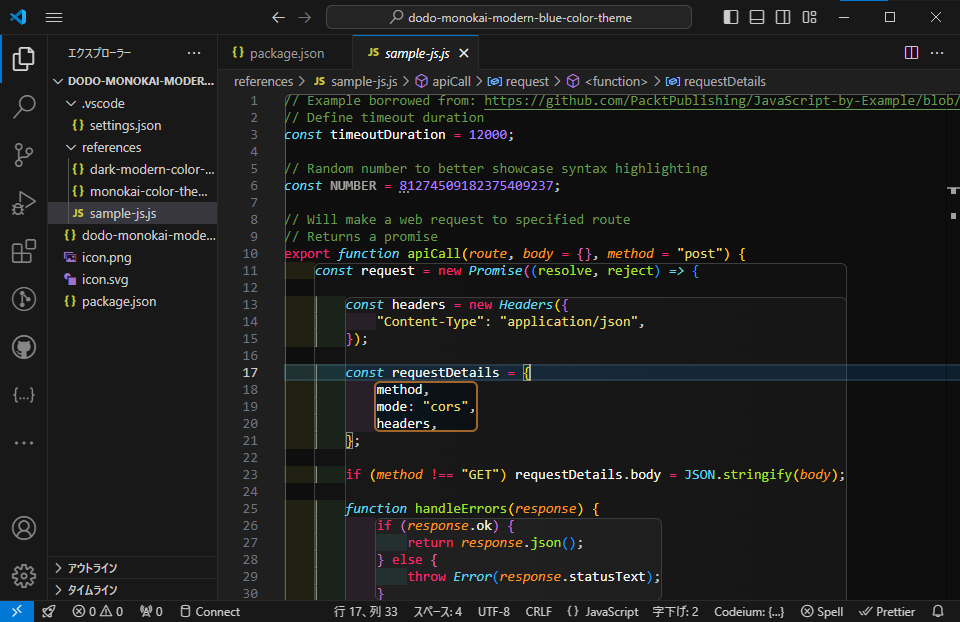 dodo-monokai-modern-blue-color-theme
エクスプローラー
DODO-MONOKAI-MODER...
.vscode
{} settings.json
references
{} dark-modern-color-...
{} monokai-color-the...
JS sample-js.js
{} dodo-monokai-mode...
icon.png
icon.svg
{} package.json
アウトライン
タイムライン
{} package.json
JS sample-js.js
references > JS sample-js.js > apiCall > request > <function> > requestDetails
1 // Example borrowed from: https://github.com/PacktPublishing/JavaScript-by-Example/blob/
2 // Define timeout duration
3 const timeoutDuration = 12000;
4
5 // Random number to better showcase syntax highlighting
6 const NUMBER = 81274509182375409237;
7
8 // Will make a web request to specified route
9 // Returns a promise
10 export function apiCall(route, body = {}, method = "post") {
11 const request = new Promise((resolve, reject) => {
12
13 const headers = new Headers({
14 "Content-Type": "application/json",
15 });
16
17 const requestDetails = {
18 method,
19 mode: "cors",
20 headers,
21 };
22
23 if (method !== "GET") requestDetails.body = JSON.stringify(body);
24
25 function handleErrors(response) {
26 if (response.ok) {
27 return response.json();
28 } else {
29 throw Error(response.statusText);
30 }
0 0 0 Connect 行 17、列 33 スペース: 4 UTF-8 CRLF {} JavaScript 字下げ: 2 Codeium: {...} Spell Prettier